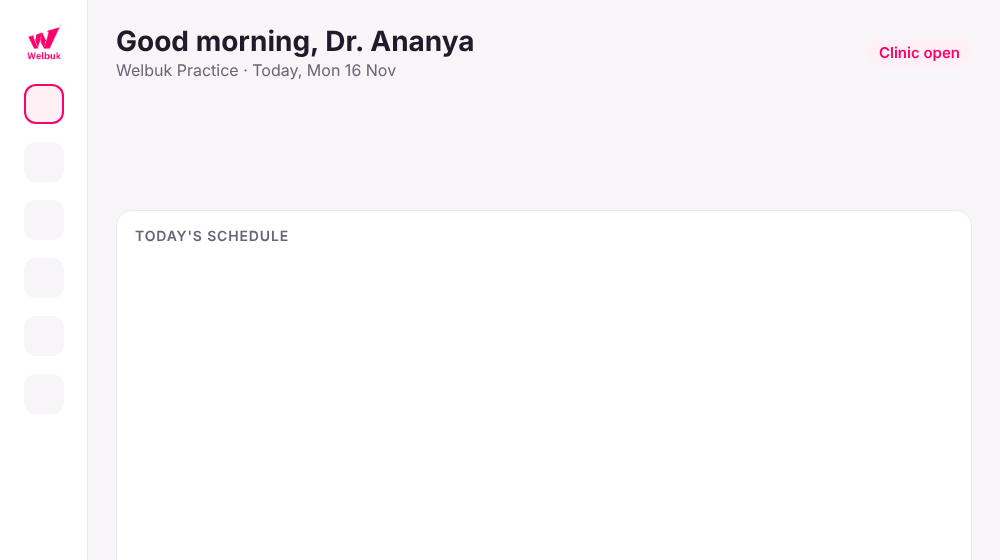 Welbuk
Good morning, Dr. Ananya
Welbuk Practice · Today, Mon 16 Nov
Clinic open
TODAY'S SCHEDULE